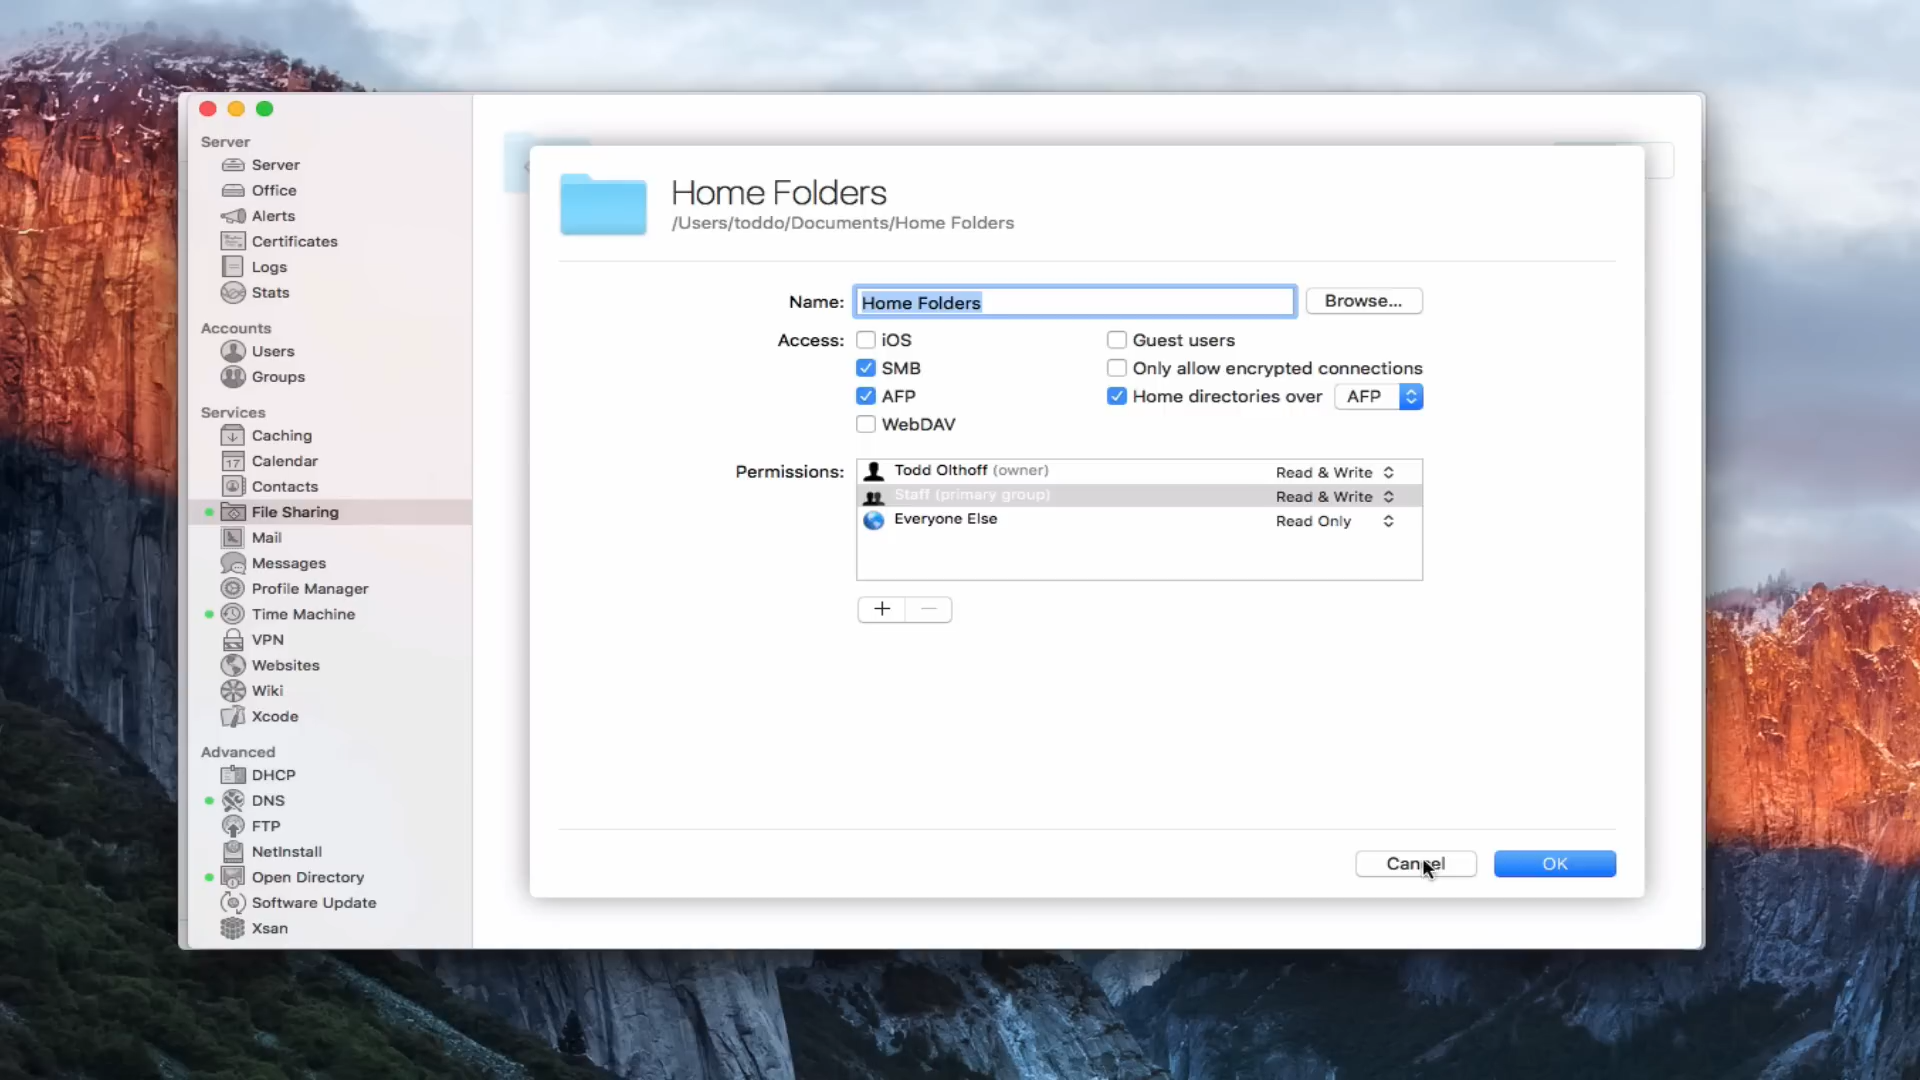 Server
Server
Office
Alerts
Certificates
Logs
Stats
Accounts
Users
Groups
Services
Caching
17 Calendar
Contacts
File Sharing
Mail
Messages
Profile Manager
Time Machine
VPN
Websites
Wiki
Xcode
Advanced
DHCP
DNS
FTP
NetInstall
Open Directory
Software Update
Xsan
Home Folders
/Users/toddo/Documents/Home Folders
Name: Home Folders Browse...
Access: iOS Guest users
SMB Only allow encrypted connections
AFP Home directories over AFP
WebDAV
Permissions: Todd Olthoff (owner) Read & Write
Staff (primary group) Read & Write
Everyone Else Read Only
Cancel OK